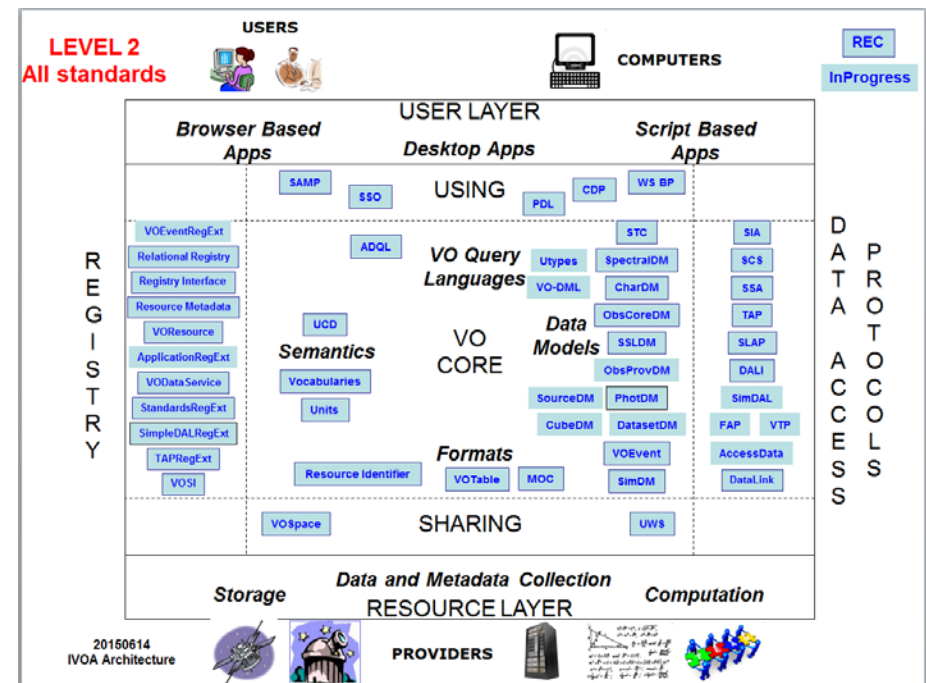 LEVEL 2
All standards
USERS
COMPUTERS
REC
InProgress
USER LAYER
Browser Based
Apps
Desktop Apps
Script Based
Apps
SAMP
SSO
USING
PDL
CDP
WS BP
REGISTRY
VOEventRegExt
Relational Registry
Registry Interface
Resource Metadata
VOResource
ApplicationRegExt
VODataService
StandardsRegExt
SimpleDALRegExt
TAPRegExt
VOSI
ADQL
VO Query
Languages
UCD
Semantics
Vocabularies
Units
VO
CORE
Data
Models
Formats
Resource Identifier
VOTable
MOC
Utypes
VO-DML
STC
SpectralDM
CharDM
ObsCoreDM
SSLDM
ObsProvDM
SourceDM
PhotDM
CubeDM
DatasetDM
VOEvent
SimDM
SIA
SCS
SSA
TAP
SLAP
DALI
SimDAL
FAP
VTP
AccessData
DataLink
DATA ACCESS
PROTOCOLS
VOSpace
SHARING
UWS
Storage
Data and Metadata Collection
Computation
RESOURCE LAYER
20150614
IVOA Architecture
PROVIDERS